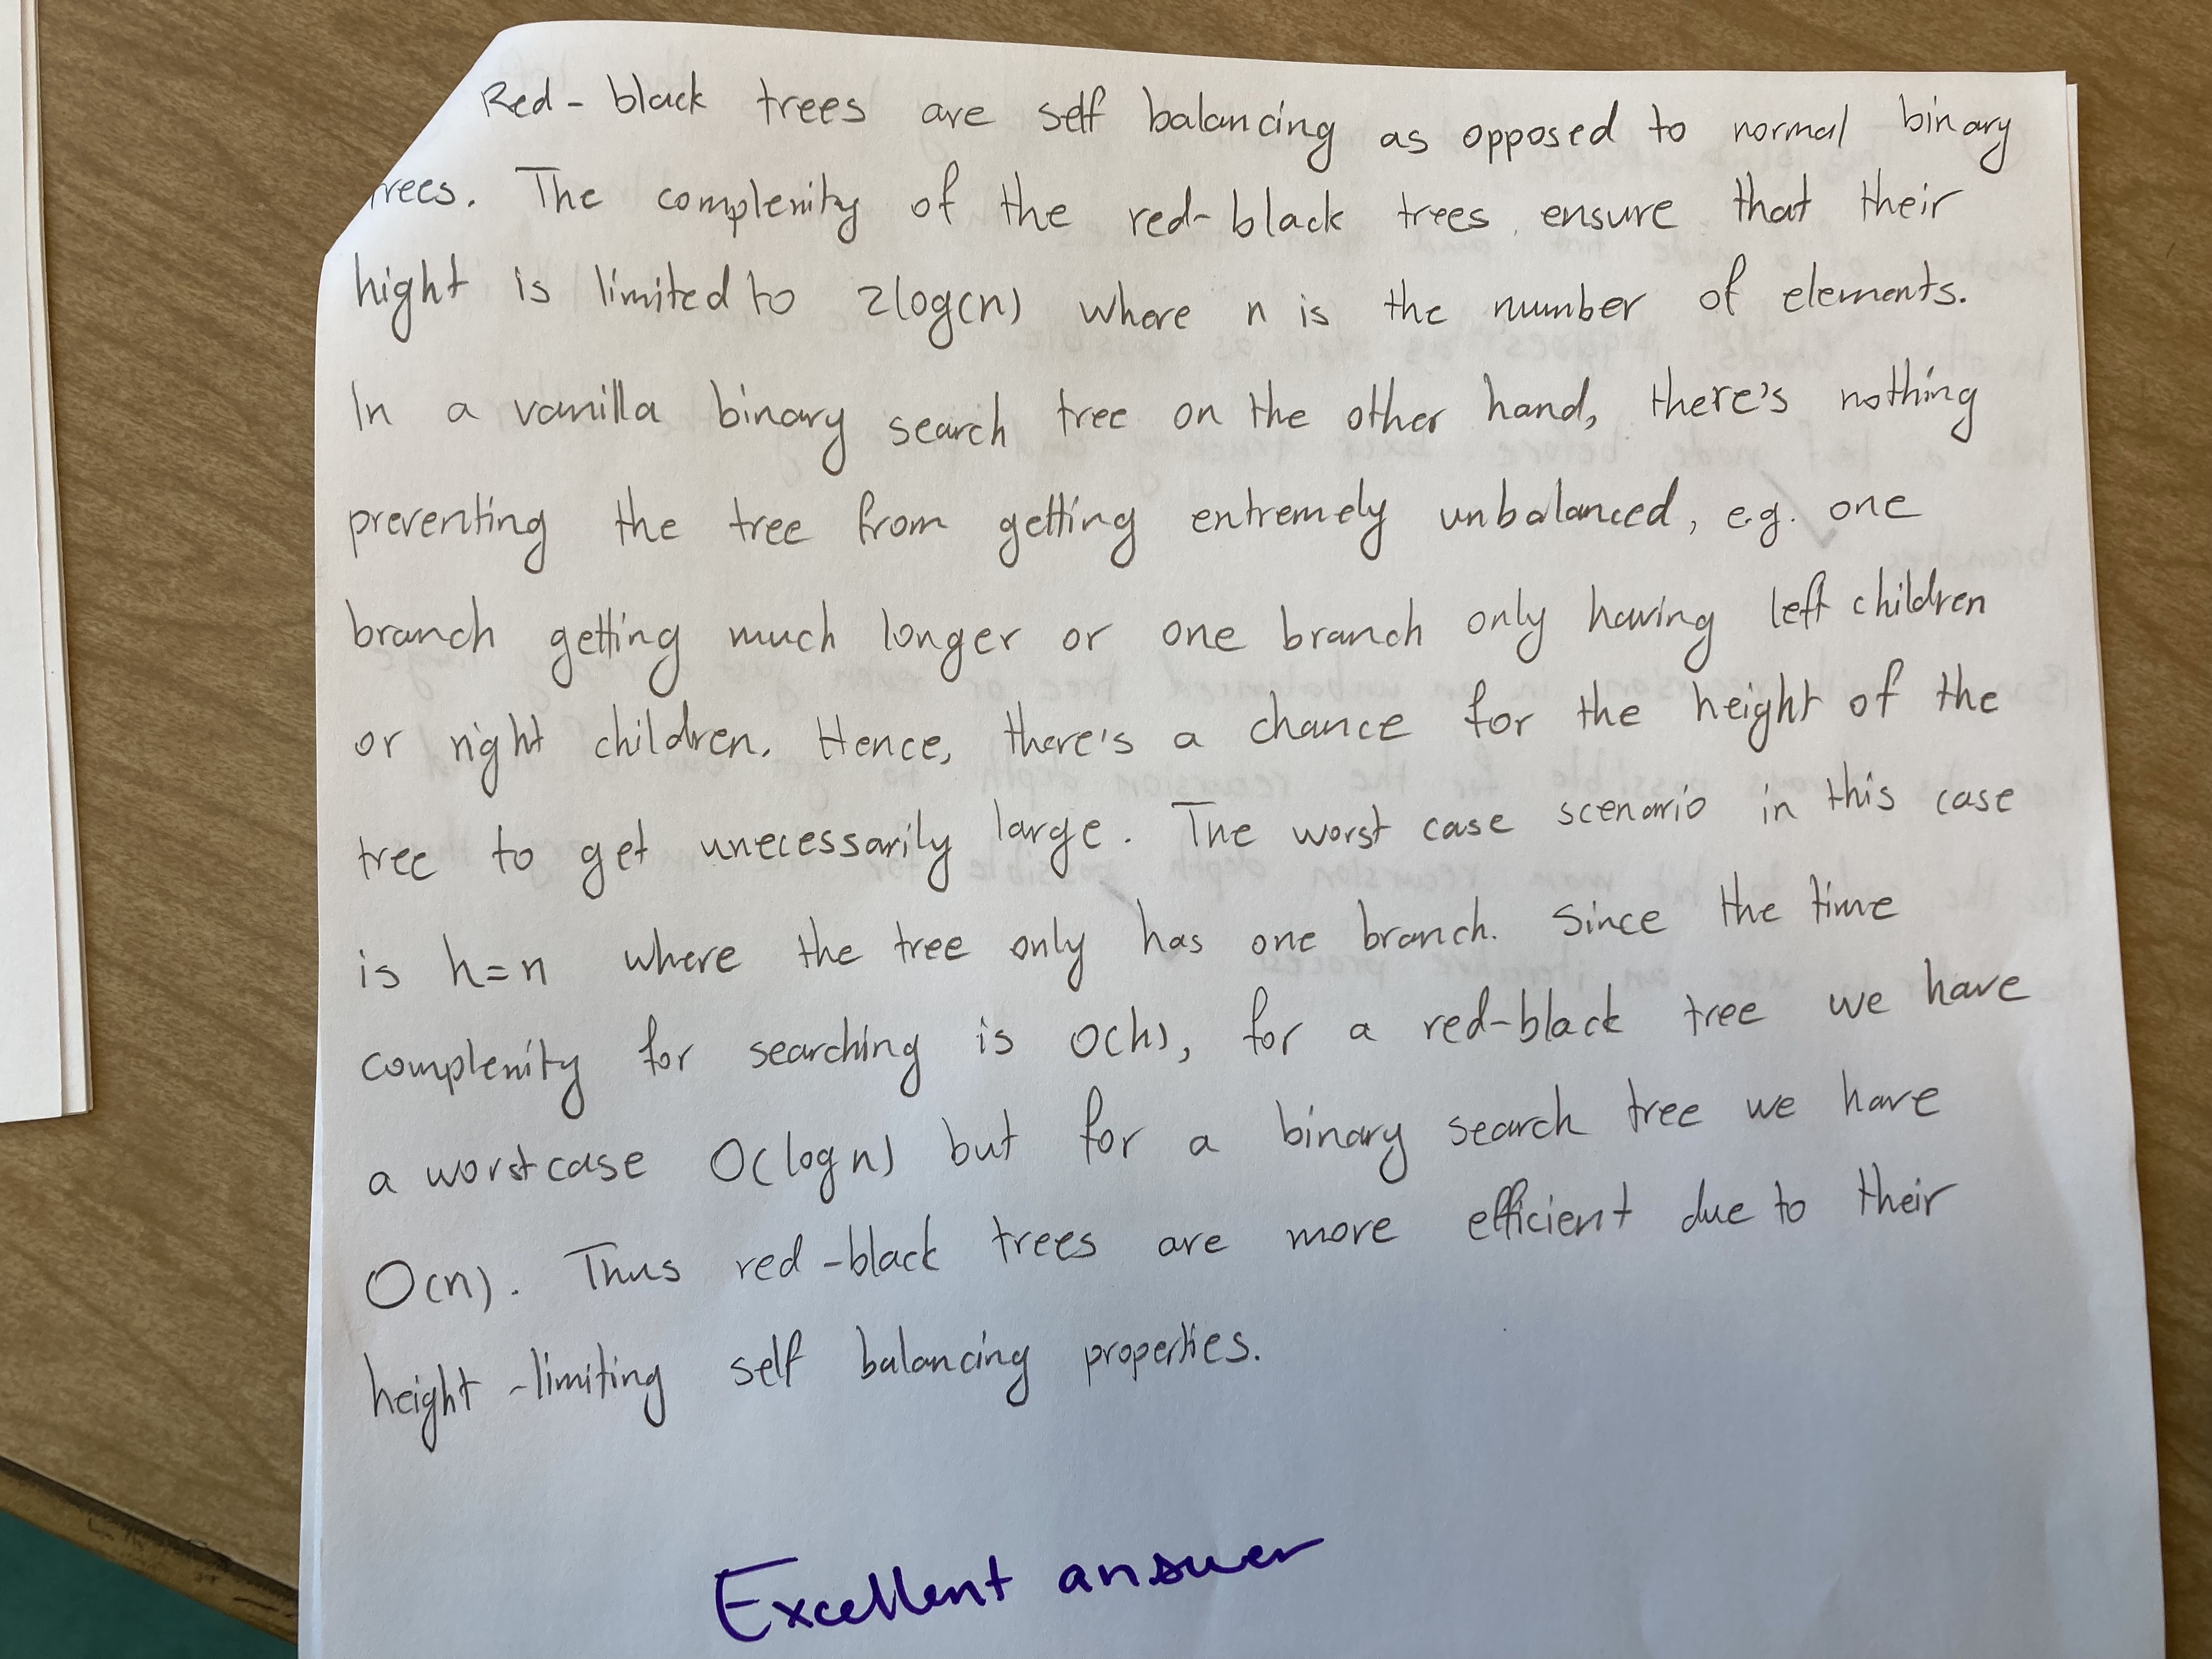 Red-black trees are self balancing as opposed to normal binary
trees. The complexity of the red-black trees ensure that their
hight is limited to 2log(n) where n is the number of elements.
In a vanilla binary search tree on the other hand, there's nothing
preventing the tree from getting extremely unbalanced, e.g. one
branch getting much longer or one branch only having left children
or right children. Hence, there's a chance for the height of the
tree to get unecessarily large. The worst case scenario in this case
is h=n where the tree only has one branch. Since the time
complexity for searching is O(h), for a red-black tree we have
a worst case O(log n) but for a binary search tree we have
O(n). Thus red-black trees are more efficient due to their
height-limiting self balancing properties.
Excellent answer